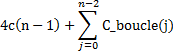 4c(n − 1) + ∑_{j=0}^{n−2} C_boucle(j)